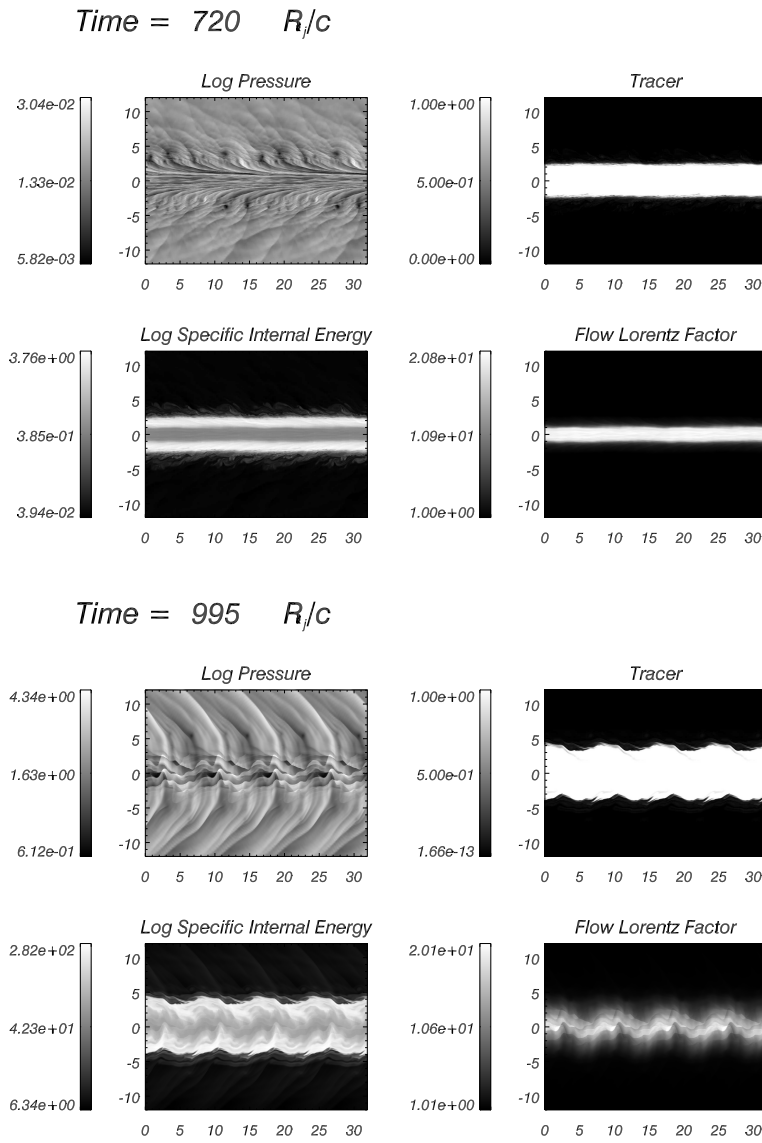 Time = 720 Rj/c
Log Pressure Tracer
3.04e-02 1.33e-02 5.82e-03
10 5 0 -5 -10
0 5 10 15 20 25 30
1.00e+00 5.00e-01 0.00e+00
10 5 0 -5 -10
0 5 10 15 20 25 30
Log Specific Internal Energy Flow Lorentz Factor
3.76e+00 3.85e-01 3.94e-02
10 5 0 -5 -10
0 5 10 15 20 25 30
2.08e+01 1.09e+01 1.00e+00
10 5 0 -5 -10
0 5 10 15 20 25 30
Time = 995 Rj/c
Log Pressure Tracer
4.34e+00 1.63e+00 6.12e-01
10 5 0 -5 -10
0 5 10 15 20 25 30
1.00e+00 5.00e-01 1.66e-13
10 5 0 -5 -10
0 5 10 15 20 25 30
Log Specific Internal Energy Flow Lorentz Factor
2.82e+02 4.23e+01 6.34e+00
10 5 0 -5 -10
0 5 10 15 20 25 30
2.01e+01 1.06e+01 1.01e+00
10 5 0 -5 -10
0 5 10 15 20 25 30